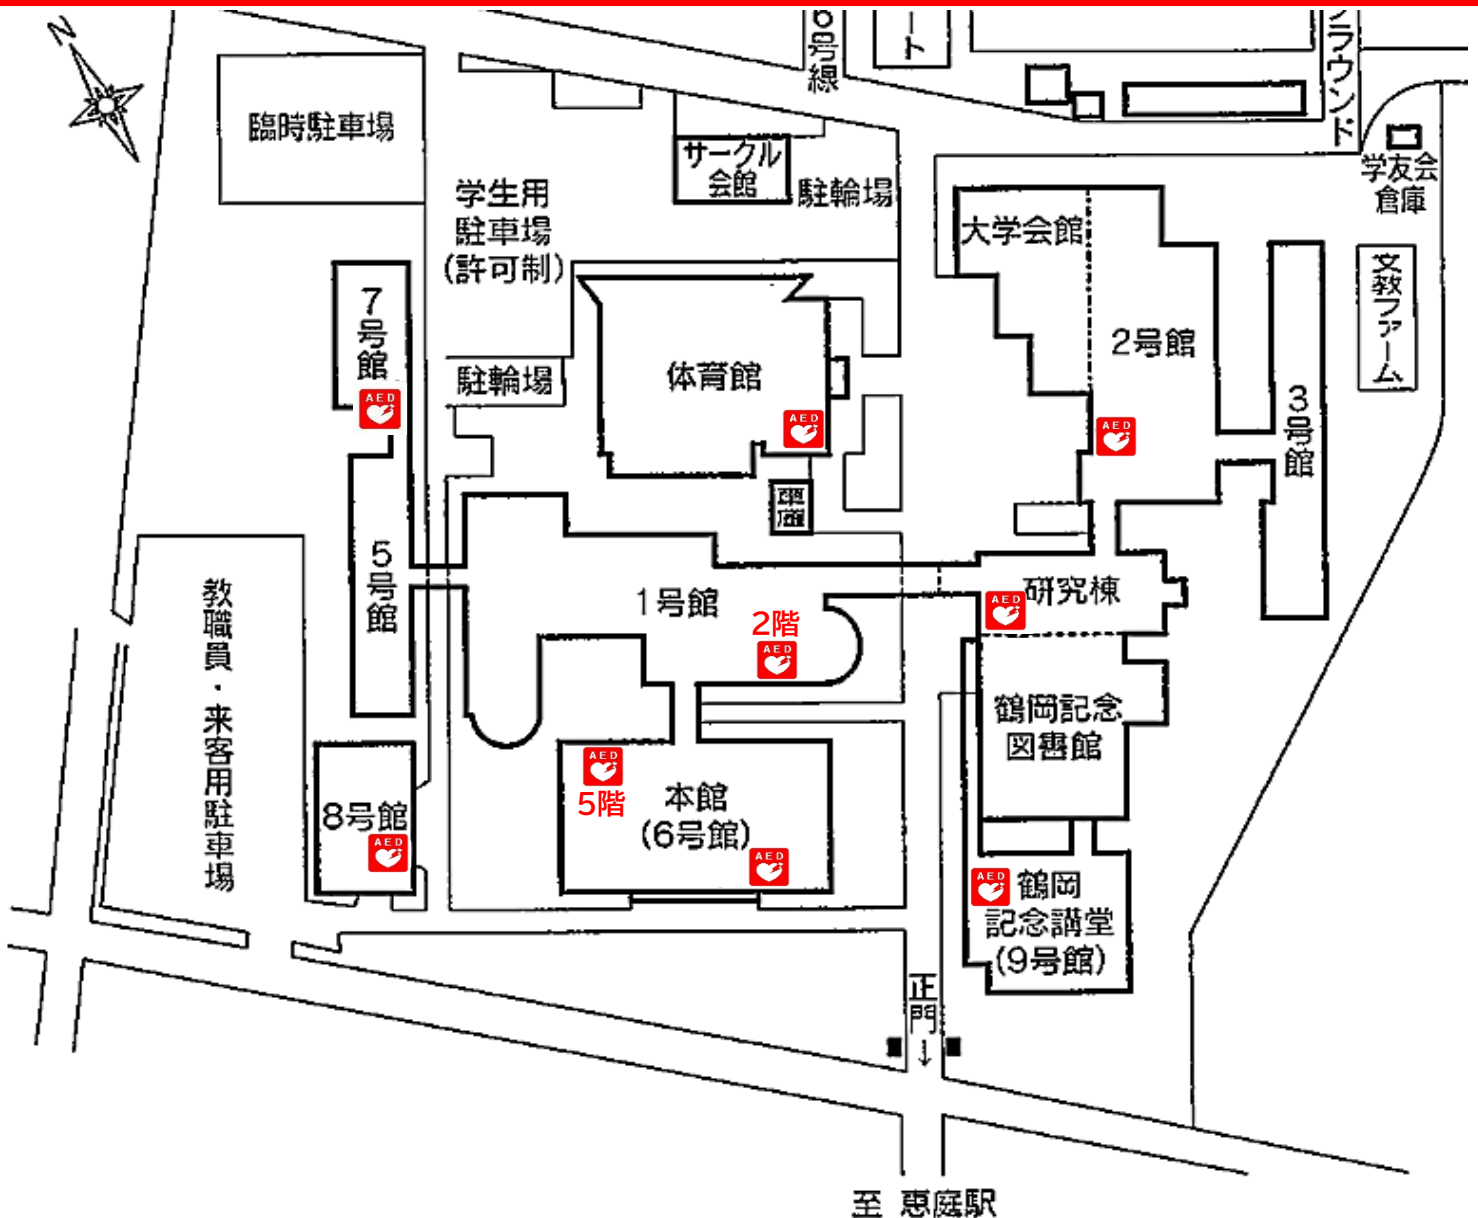 N
6号線
ート
ラウンド
臨時駐車場
サークル
会館
駐輪場
学友会
倉庫
学生用
駐車場
(許可制)
大学会館
文教ファーム
7号館
2号館
体育館
駐輪場
3号館
AED
AED
AED
5号館
車庫
1号館
2階
AED
研究棟
AED
教職員・来客用駐車場
鶴岡記念
図書館
AED
5階
本館
(6号館)
AED
8号館
AED
AED
鶴岡
記念講堂
(9号館)
正門
↓
至 恵庭駅